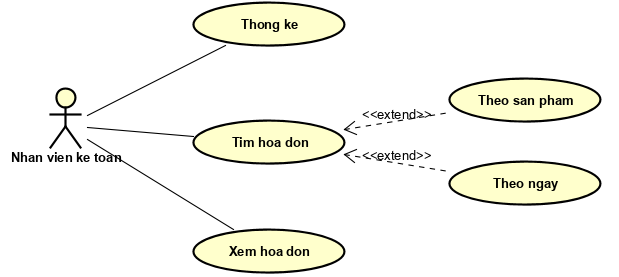 Thong ke
<<extend>>
Theo san pham
Tim hoa don
Nhan vien ke toan
<<extend>>
Theo ngay
Xem hoa don